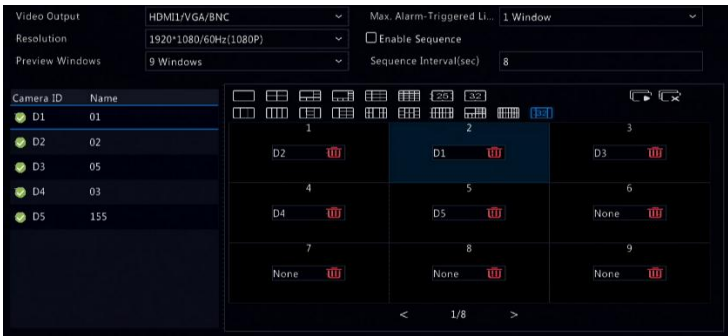 Video Output HDMI1/VGA/BNC Max. Alarm-Triggered Li... 1 Window
Resolution 1920*1080/60Hz(1080P) Enable Sequence
Preview Windows 9 Windows Sequence Interval(sec) 8
Camera ID Name
25 32
D1 01
1 2 3
D2 02
D2 D1 D3
D3 05
D4 03
4 5 6
D4 D5 None
D5 155
7 8 9
None None None
< 1/8 >